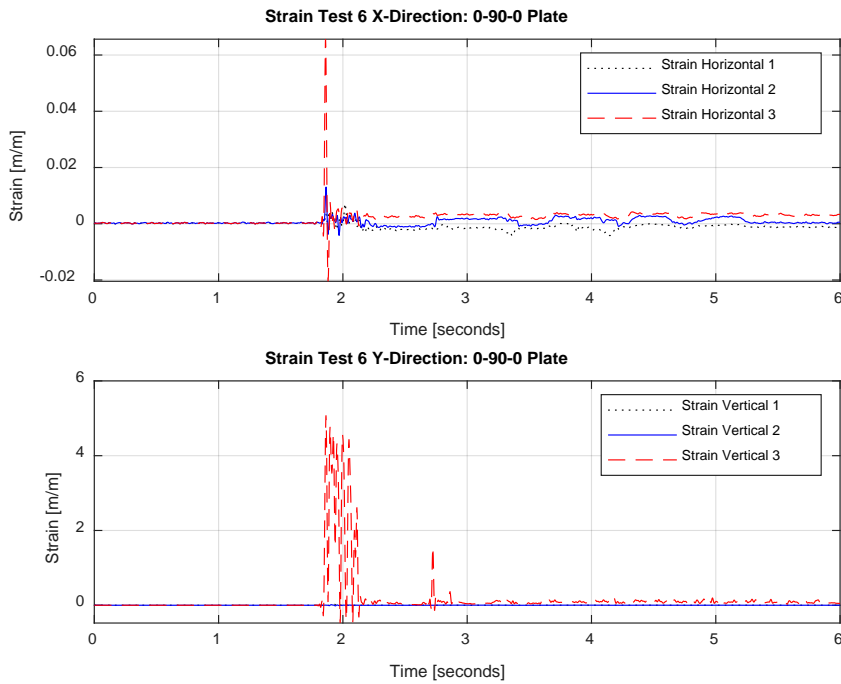 Strain Test 6 X-Direction: 0-90-0 Plate
0.06
0.04
0.02
0
-0.02
Strain [m/m]
Strain Horizontal 1
Strain Horizontal 2
Strain Horizontal 3
0 1 2 3 4 5 6
Time [seconds]
Strain Test 6 Y-Direction: 0-90-0 Plate
6
4
2
0
Strain [m/m]
Strain Vertical 1
Strain Vertical 2
Strain Vertical 3
0 1 2 3 4 5 6
Time [seconds]